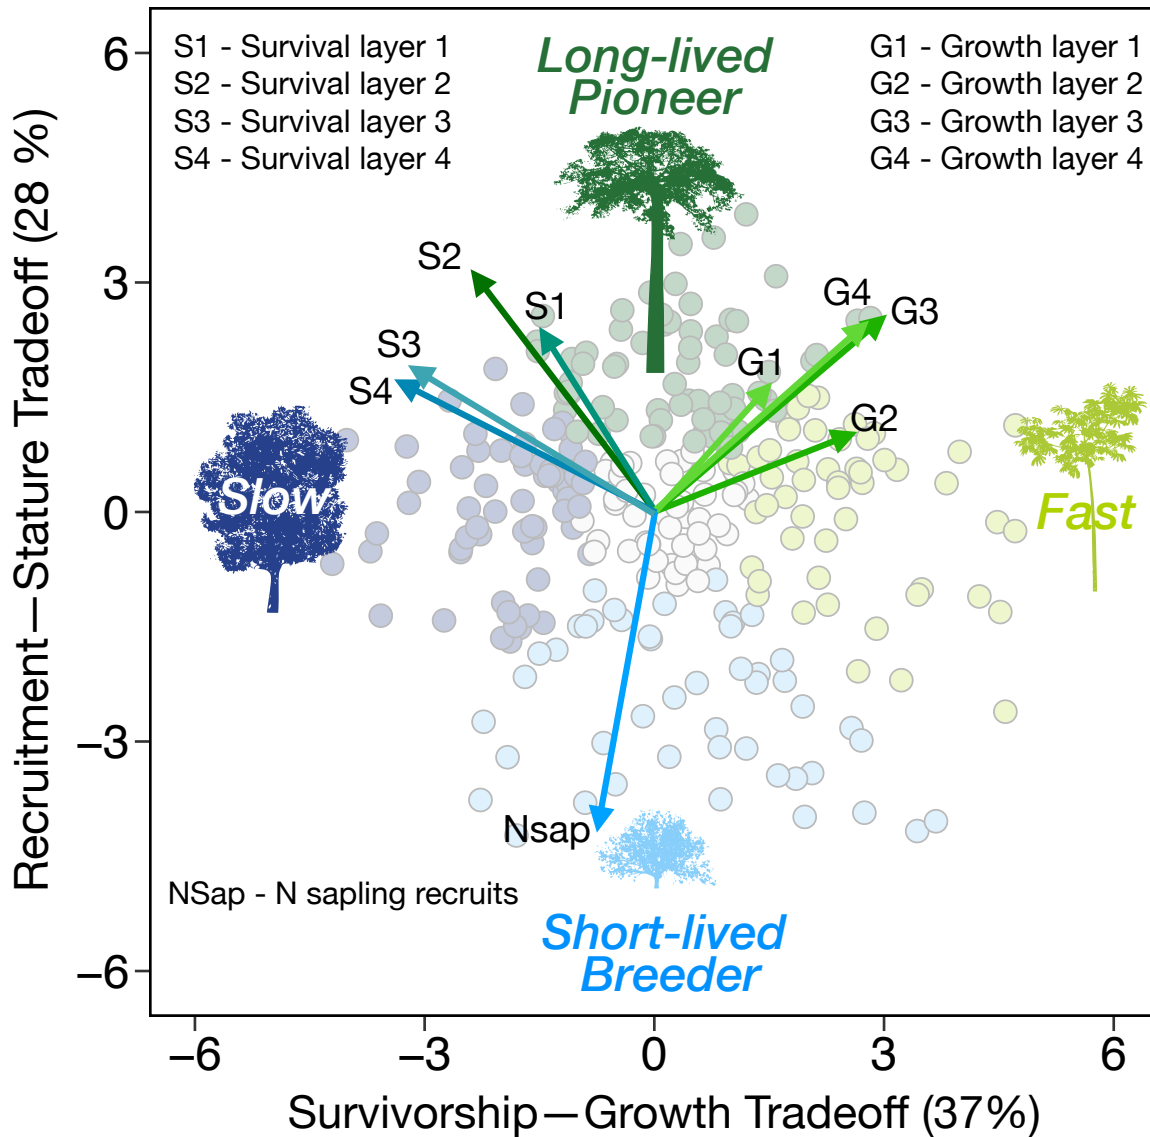 S1 - Survival layer 1
S2 - Survival layer 2
S3 - Survival layer 3
S4 - Survival layer 4
Long-lived
Pioneer
G1 - Growth layer 1
G2 - Growth layer 2
G3 - Growth layer 3
G4 - Growth layer 4
Recruitment—Stature Tradeoff (28 %)
6
3
0
−3
−6
S2
S1
S3
S4
G4
G3
G1
G2
Slow
Fast
Nsap
NSap - N sapling recruits
Short-lived
Breeder
−6
−3
0
3
6
Survivorship—Growth Tradeoff (37%)